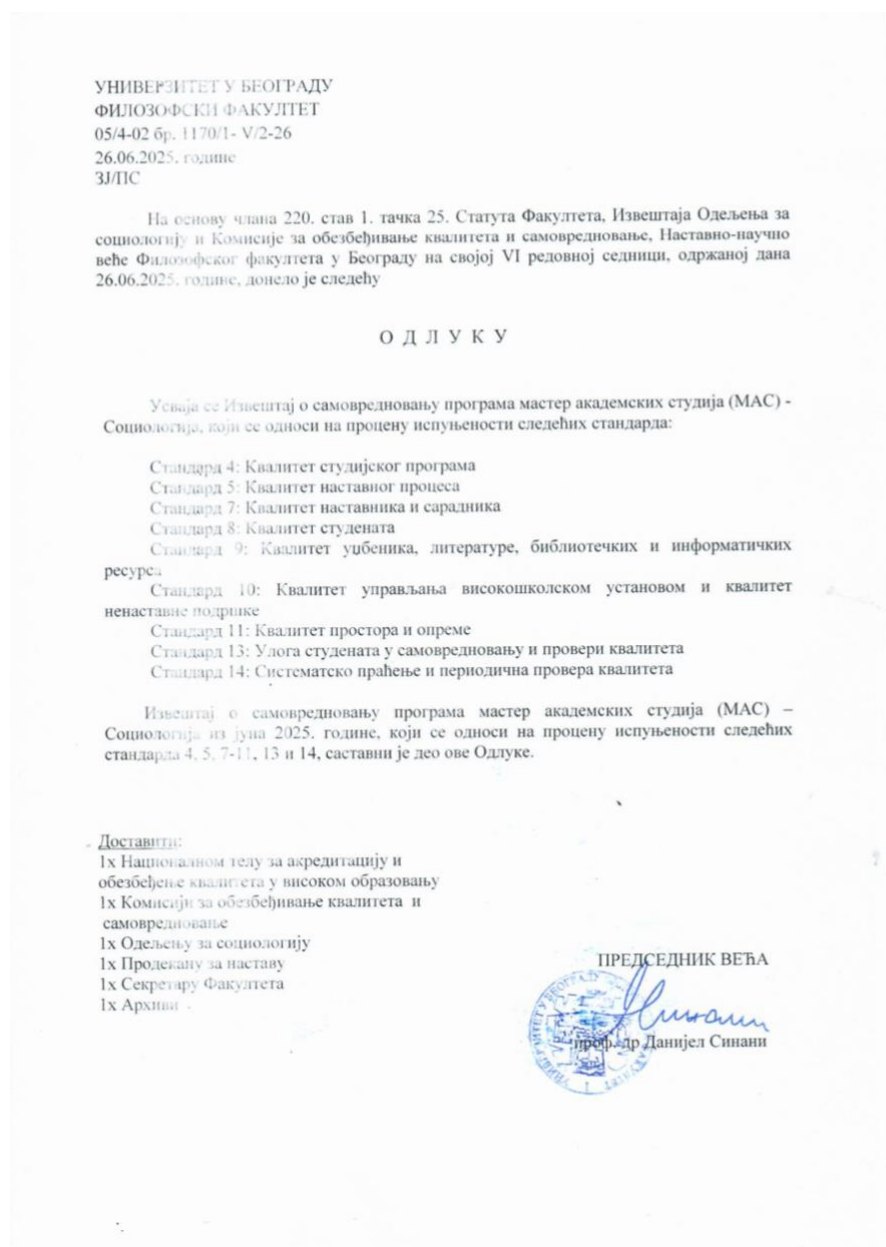 УНИВЕРЗИТЕТ У БЕОГРАДУ
ФИЛОЗОФСКИ ФАКУЛТЕТ
05/4-02 бр. 1170/1- V/2-26
26.06.2025. године
ЗЈ/ПС
На основу члана 220. став 1. тачка 25. Статута Факултета, Извештаја Одељења за
социологију и Комисије за обезбеђивање квалитета и самовредновање, Наставно-научно
веће Филозофског факултета у Београду на својој VI редовној седници, одржаној дана
26.06.2025. године, донело је следећу
О Д Л У К У
Усваја се Извештај о самовредновању програма мастер академских студија (МАС) -
Социологија, који се односи на процену испуњености следећих стандарда:
Стандард 4: Квалитет студијског програма
Стандард 5: Квалитет наставног процеса
Стандард 7: Квалитет наставника и сарадника
Стандард 8: Квалитет студената
Стандард 9: Квалитет уџбеника, литературе, библиотечких и информатичких
ресурса
Стандард 10: Квалитет управљања високошколском установом и квалитет
ненаставне подршке
Стандард 11: Квалитет простора и опреме
Стандард 13: Улога студената у самовредновању и провери квалитета
Стандард 14: Систематско праћење и периодична провера квалитета
Извештај о самовредновању програма мастер академских студија (МАС) –
Социологија из јуна 2025. године, који се односи на процену испуњености следећих
стандарда 4, 5, 7-11, 13 и 14, саставни је део ове Одлуке.
Доставити:
1х Националном телу за акредитацију и
обезбеђење квалитета у високом образовању
1х Комисији за обезбеђивање квалитета и
самовредновање
1х Одељењу за социологију
1х Продекану за наставу
1х Секретару Факултета
1х Архиви
ПРЕДСЕДНИК ВЕЋА
проф. др Данијел Синани